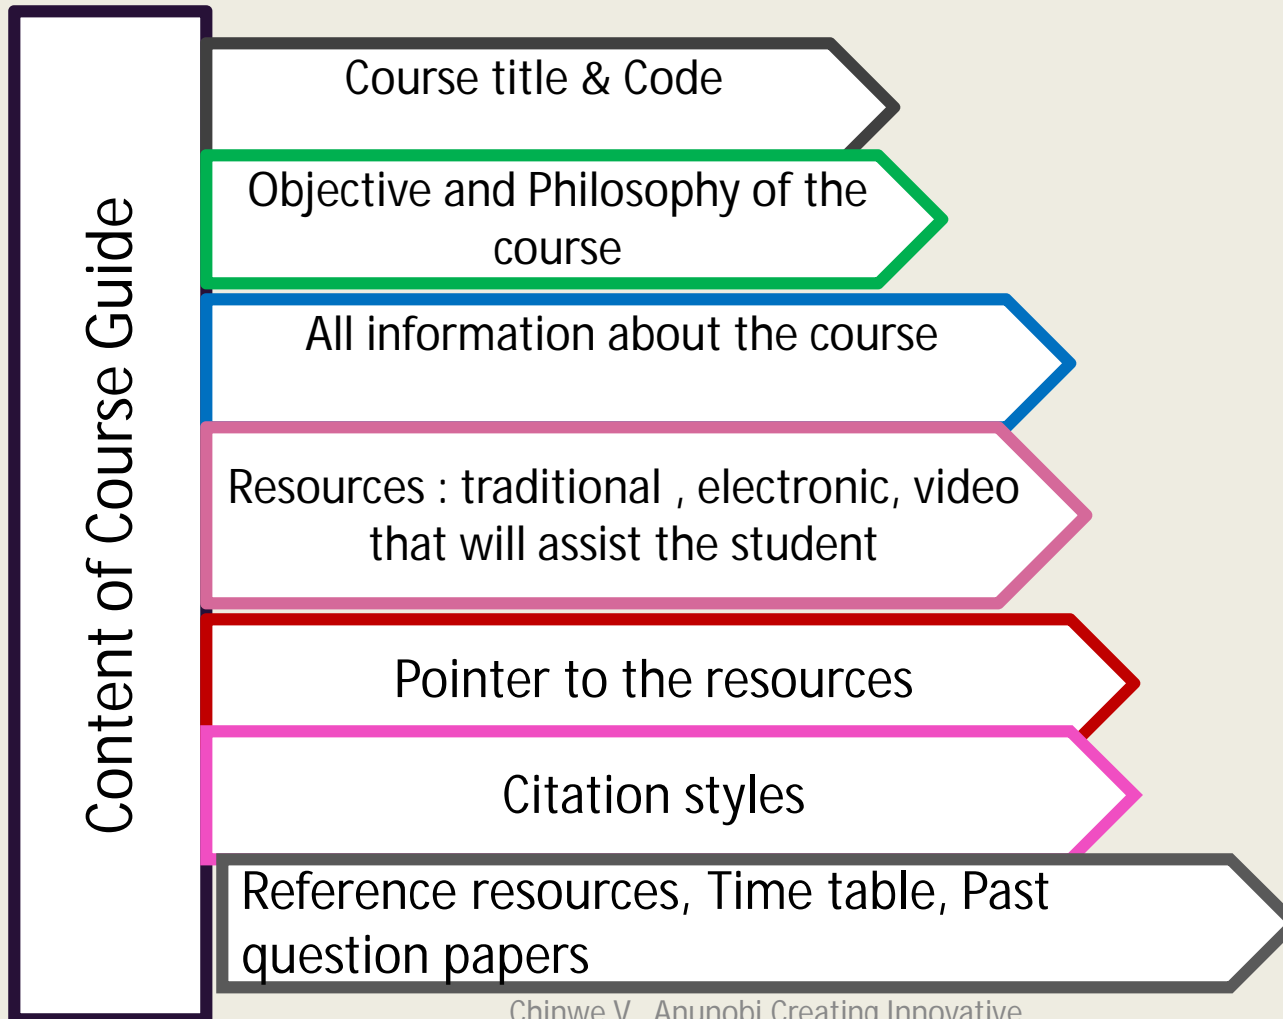 Content of Course Guide
Course title & Code
Objective and Philosophy of the
course
All information about the course
Resources : traditional , electronic, video
that will assist the student
Pointer to the resources
Citation styles
Reference resources, Time table, Past
question papers
Chinwe V. Anunobi Creating Innovative